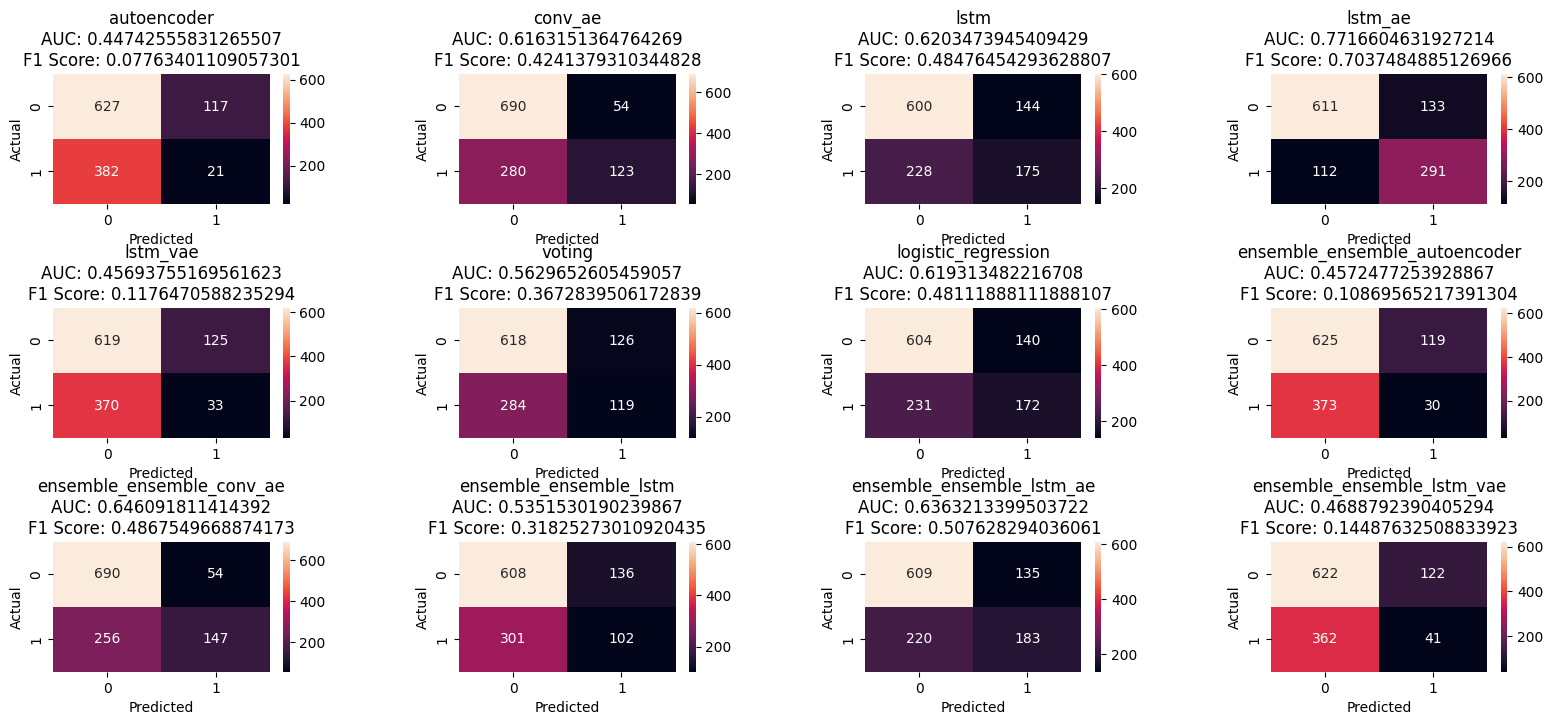 autoencoder
AUC: 0.44742555831265507
F1 Score: 0.07763401109057301
Actual
0
1
627
117
382
21
0
1
Predicted
600
400
200
conv_ae
AUC: 0.6163151364764269
F1 Score: 0.4241379310344828
Actual
0
1
690
54
280
123
0
1
Predicted
600
400
200
lstm
AUC: 0.6203473945409429
F1 Score: 0.48476454293628807
Actual
0
1
600
144
228
175
0
1
Predicted
600
400
200
lstm_ae
AUC: 0.7716604631927214
F1 Score: 0.7037484885126966
Actual
0
1
611
133
112
291
0
1
Predicted
600
400
200
lstm_vae
AUC: 0.45693755169561623
F1 Score: 0.1176470588235294
Actual
0
1
619
125
370
33
0
1
Predicted
600
400
200
voting
AUC: 0.5629652605459057
F1 Score: 0.3672839506172839
Actual
0
1
618
126
284
119
0
1
Predicted
600
400
200
logistic_regression
AUC: 0.619313482216708
F1 Score: 0.48111888111888107
Actual
0
1
604
140
231
172
0
1
Predicted
600
400
200
ensemble_ensemble_autoencoder
AUC: 0.4572477253928867
F1 Score: 0.10869565217391304
Actual
0
1
625
119
373
30
0
1
Predicted
600
400
200
ensemble_ensemble_conv_ae
AUC: 0.646091811414392
F1 Score: 0.4867549668874173
Actual
0
1
690
54
256
147
0
1
Predicted
600
400
200
ensemble_ensemble_lstm
AUC: 0.5351530190239867
F1 Score: 0.31825273010920435
Actual
0
1
608
136
301
102
0
1
Predicted
600
400
200
ensemble_ensemble_lstm_ae
AUC: 0.6363213399503722
F1 Score: 0.507628294036061
Actual
0
1
609
135
220
183
0
1
Predicted
600
400
200
ensemble_ensemble_lstm_vae
AUC: 0.4688792390405294
F1 Score: 0.14487632508833923
Actual
0
1
622
122
362
41
0
1
Predicted
600
400
200